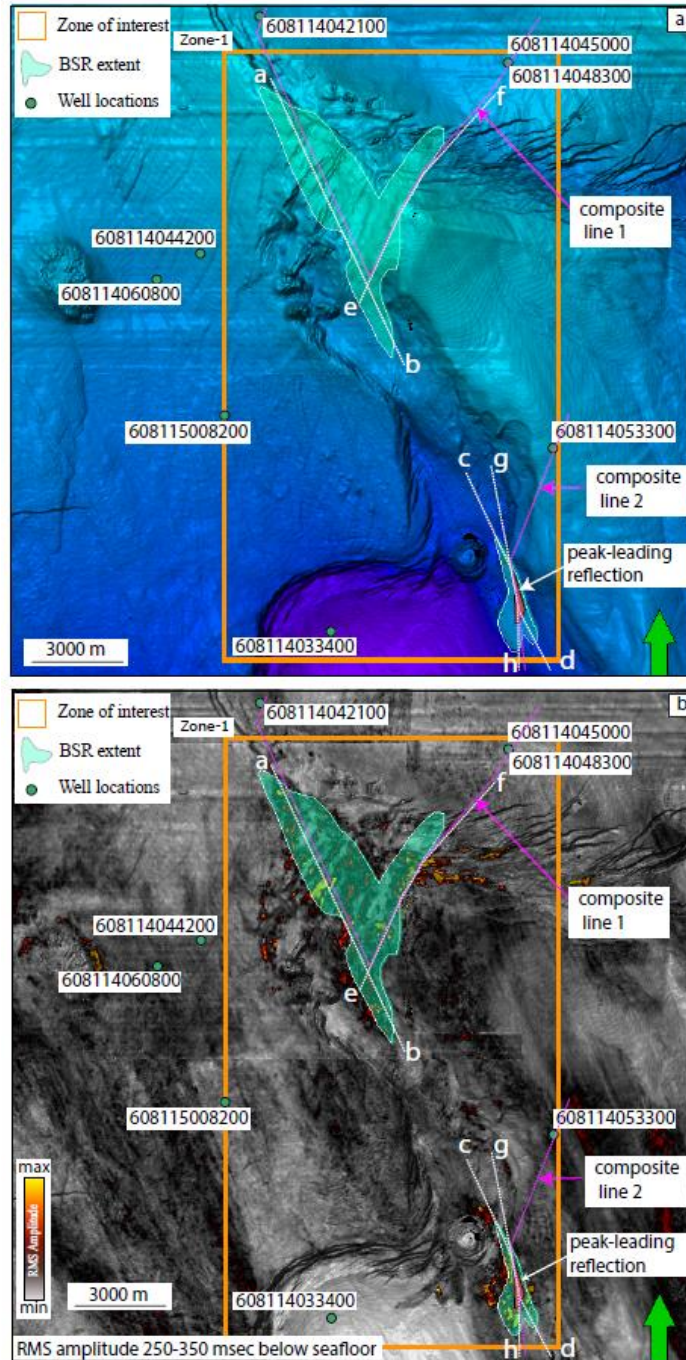 Zone of interest
BSR extent
Well locations
Zone-1
608114042100
a
608114045000
608114048300
a
f
composite
line 1
608114044200
608114060800
e
b
608115008200
608114053300
c
g
composite
line 2
peak-leading
reflection
3000 m
608114033400
h
d
Zone of interest
BSR extent
Well locations
Zone-1
608114042100
b
608114045000
608114048300
a
f
composite
line 1
608114044200
608114060800
e
b
608115008200
608114053300
c
g
composite
line 2
max
RMS Amplitude
min
peak-leading
reflection
3000 m
608114033400
h
d
RMS amplitude 250-350 msec below seafloor